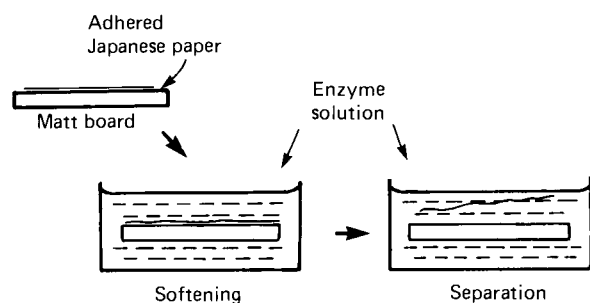 Adhered
Japanese paper
Matt board
Enzyme
solution
Softening
Separation